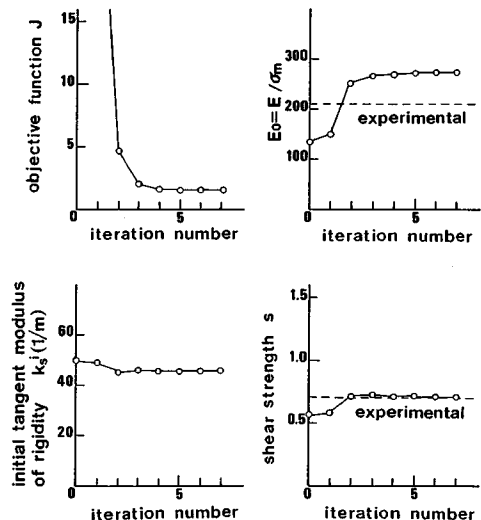 objective function J
15
10
5
5
iteration number
E₀= E/σm
300
200
100
0
5
experimental
iteration number
initial tangent modulus
of rigidity ksⁱ(1/m)
60
40
20
0
5
iteration number
shear strength s
1.5
1.0
0.5
0
5
experimental
iteration number